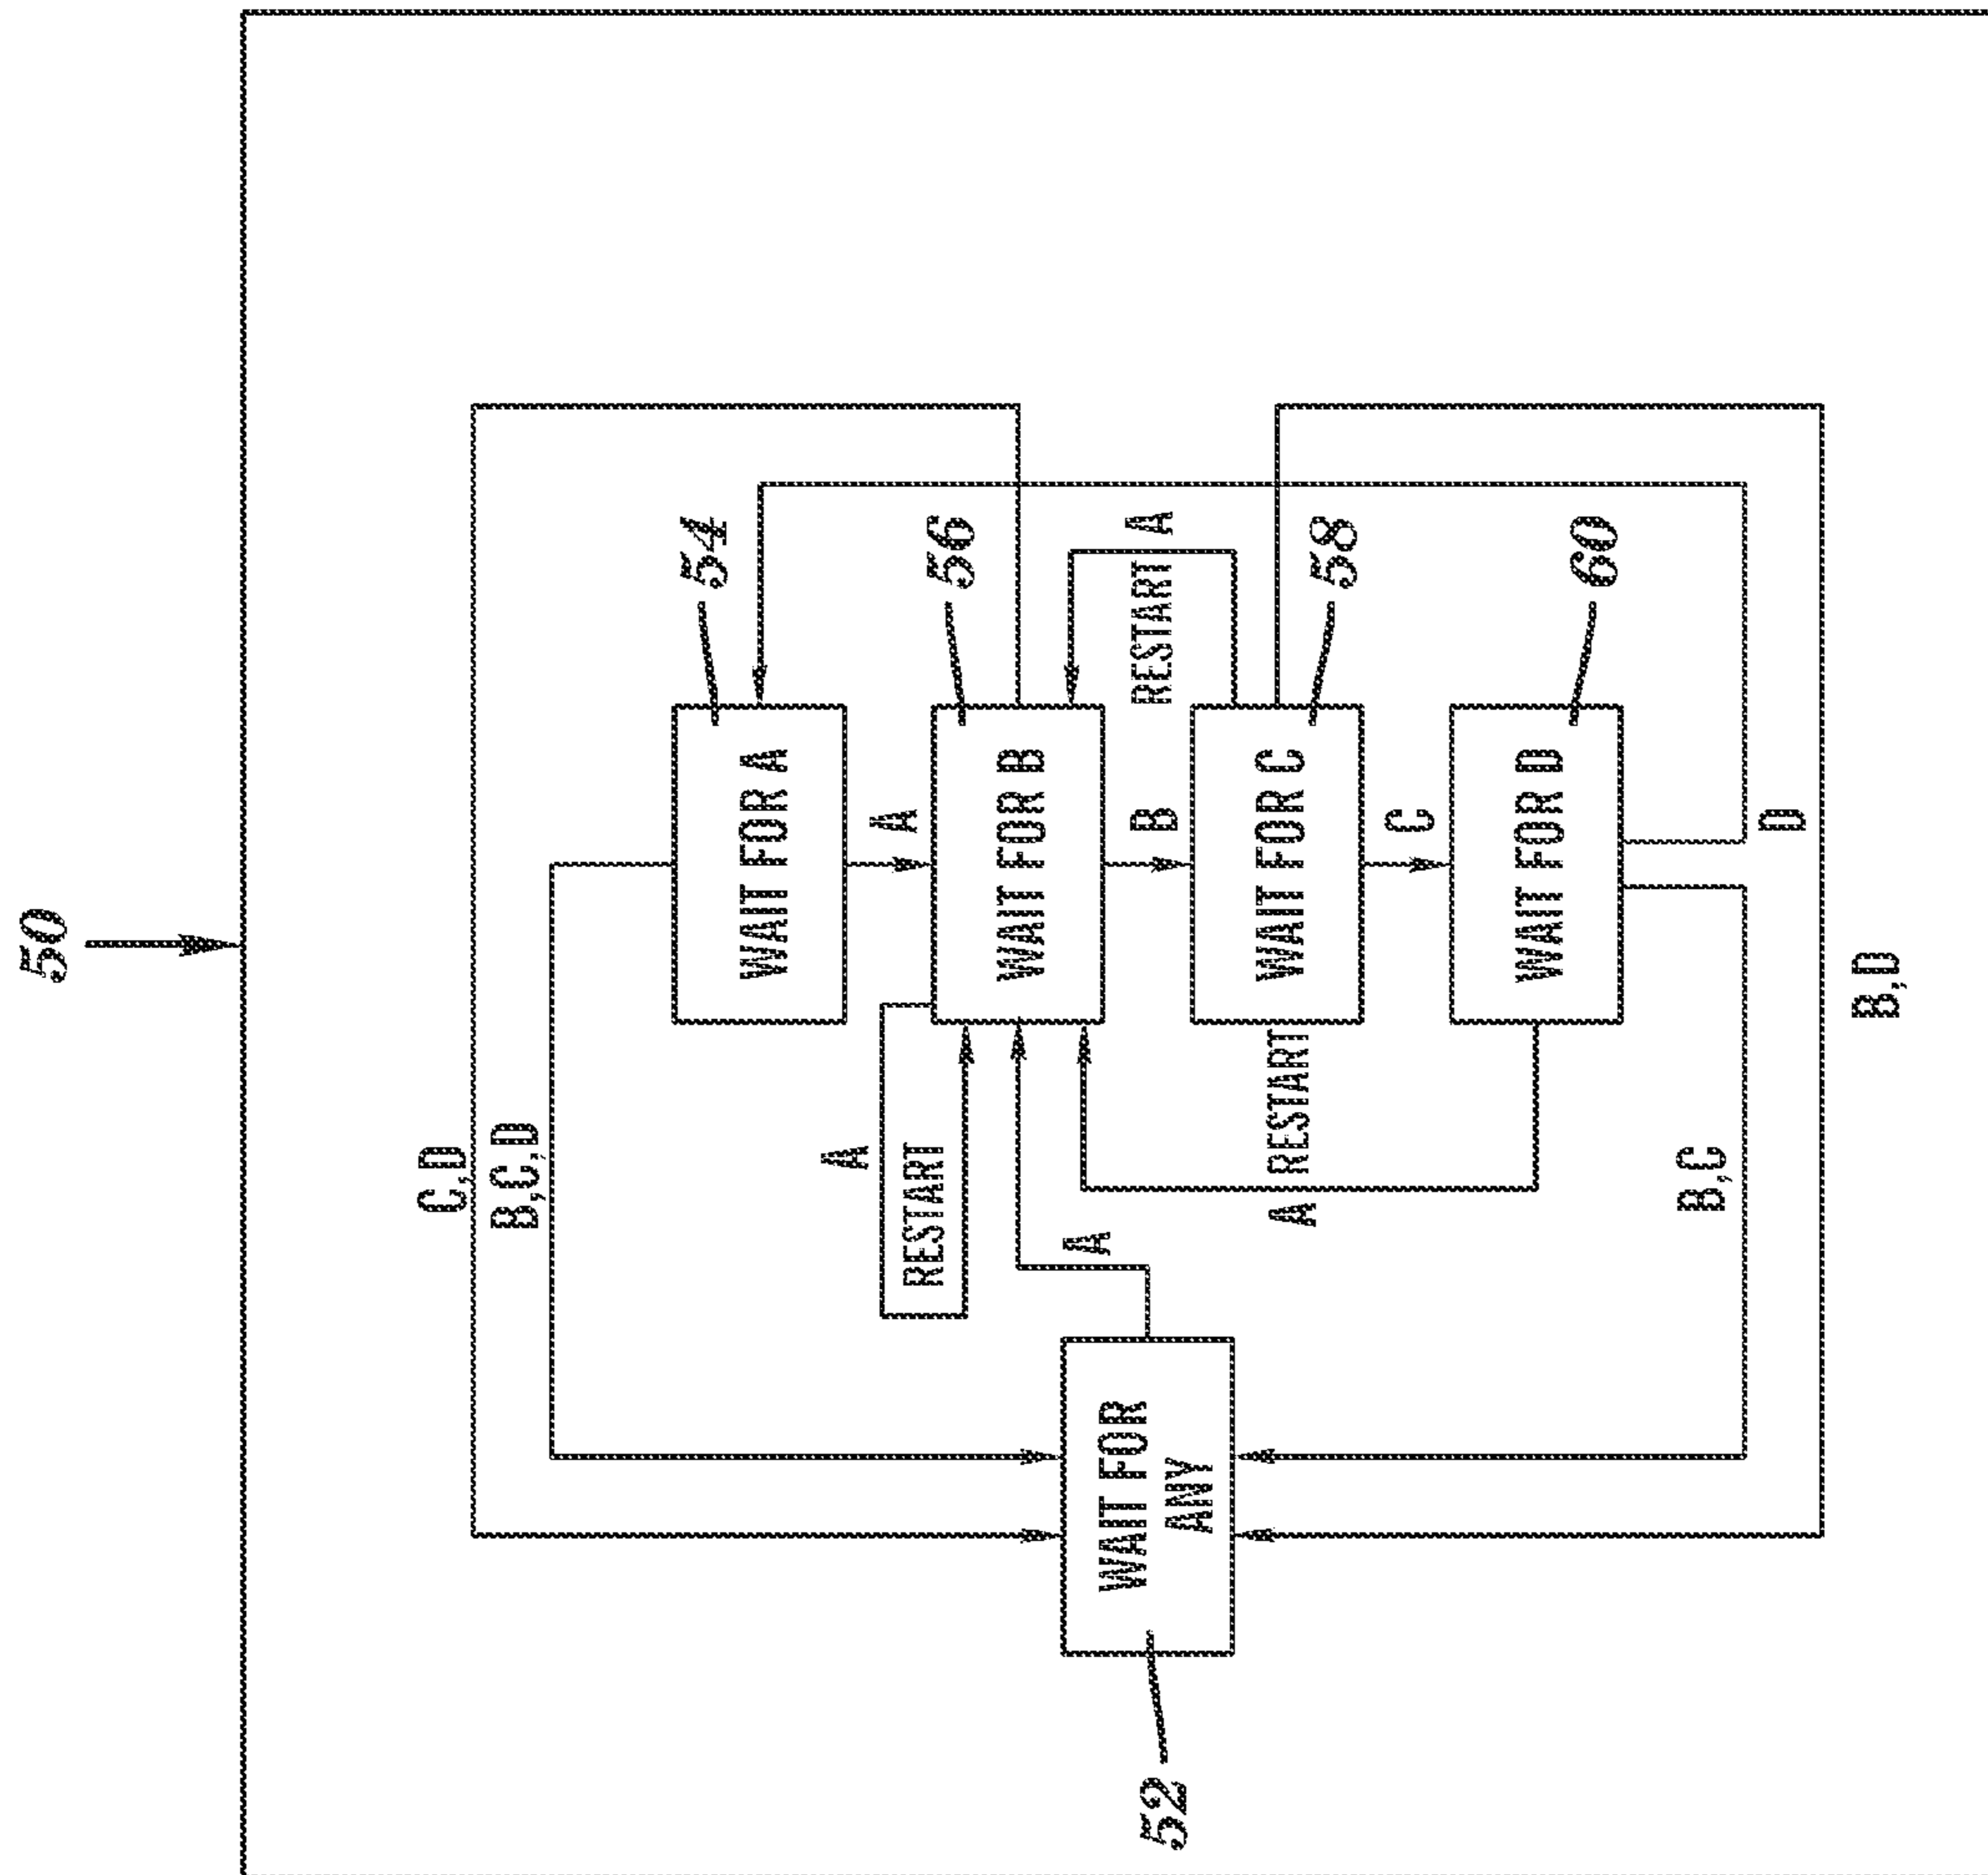 50
C,D
B,C,D
54
WAIT FOR A
A
A
RESTART
56
WAIT FOR B
A
B
RESTART A
52
WAIT FOR
ANY
58
WAIT FOR C
A RESTART
C
60
WAIT FOR D
B,C
D
B,D